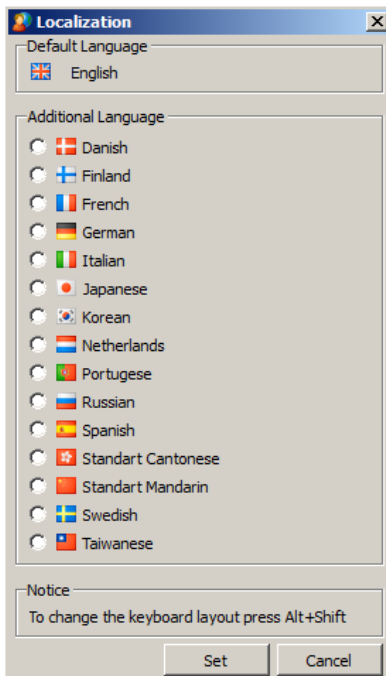 Localization
Default Language
English
Additional Language
Danish
Finland
French
German
Italian
Japanese
Korean
Netherlands
Portugese
Russian
Spanish
Standart Cantonese
Standart Mandarin
Swedish
Taiwanese
Notice
To change the keyboard layout press Alt+Shift
Set Cancel